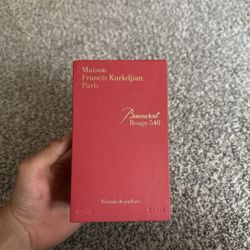 Maison
Francis Kurkdjian
Paris
Baccarat
Rouge 540
Extrait de parfum